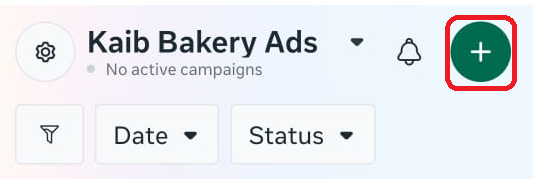 Kaib Bakery Ads
No active campaigns
Date
Status